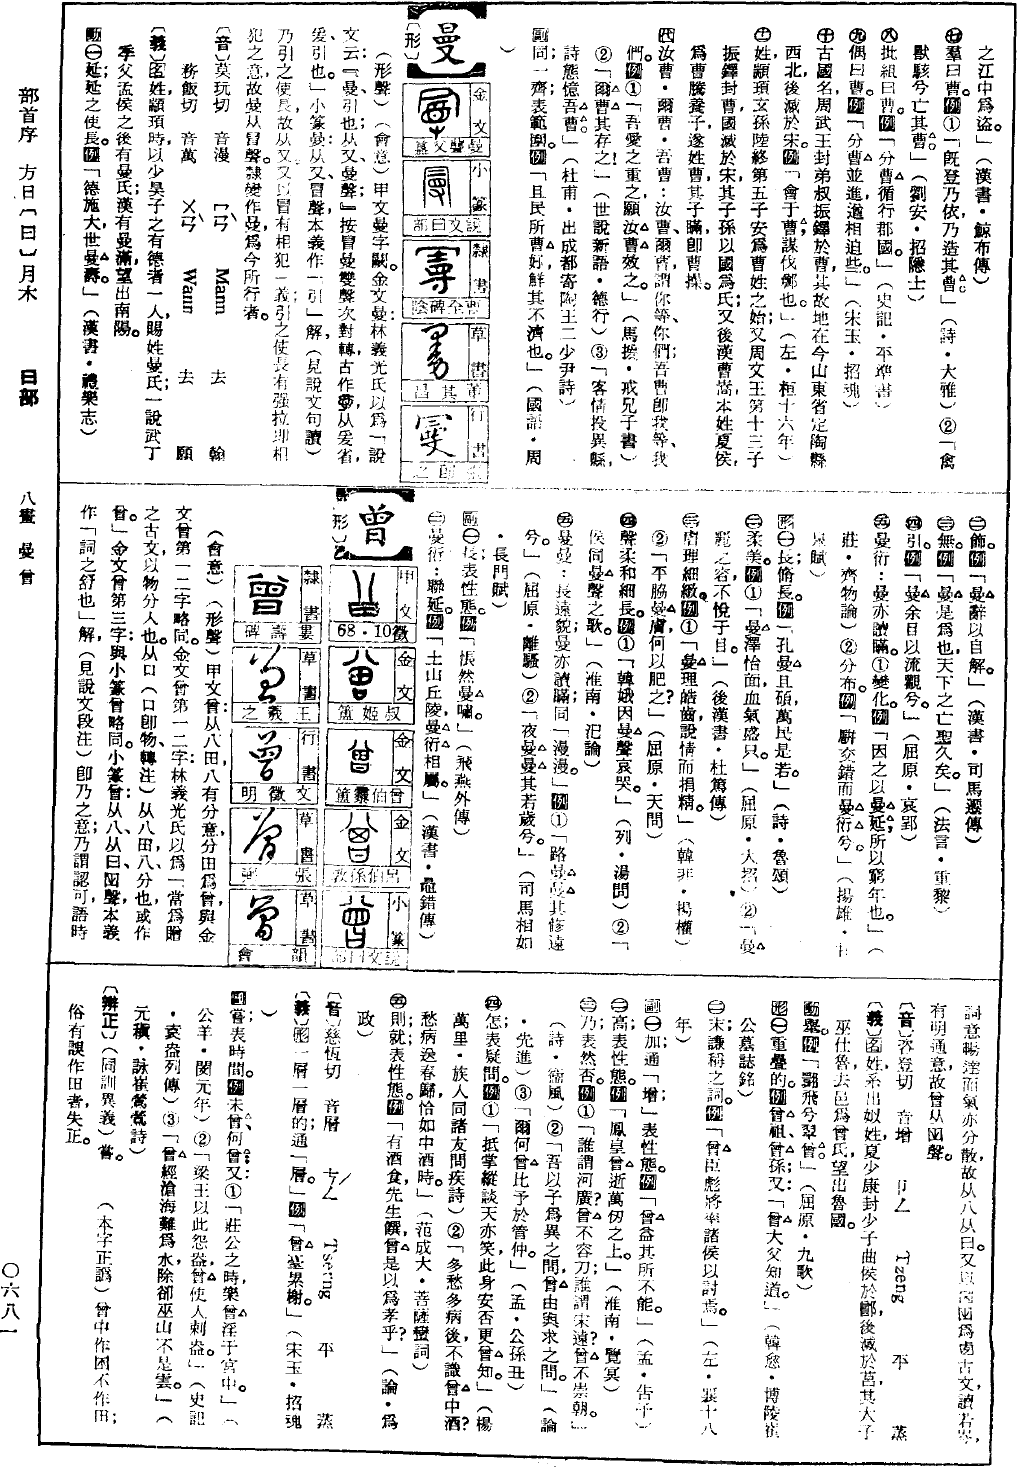 之江中爲盜。」（漢書・鯨布傳）
㊆羣曰曹。例①「旣登乃依，乃造其曹」（詩・大雅）②「禽
獸駭兮亡其曹」（劉安・招隱士）
㊇批組曰曹。例「分曹循行郡國。」（史記・平準書）
㊈偶曰曹。例「分曹並進，遒相迫些。」（宋玉・招魂）
㊉古國名，周武王封弟叔振鐸於曹，其故地在今山東省定陶縣
西北，後滅於宋。例「會于曹，謀伐鄭也。」（左・桓十六年）
姓，顓頊玄孫陸終第五子安爲曹姓之始；又周文王第十三子
振鐸封曹，國滅於宋，其子孫以國爲氏；又後漢曹嵩本姓夏侯，
爲曹騰養子，遂姓曹，其子瞞卽曹操。
代汝曹・爾曹・吾曹：汝曹、爾曹皆謂你等、你們；吾曹卽我等、我
們。例①「吾愛之重之，願汝曹效之。」（馬援・戒兄子書）
②「爾曹其存之！」（世說新語・德行）③「客情投異縣，
詩態憶吾曹。」（杜甫・出成都寄陶王二少尹詩）
副同；一齊，表範圍。例「且民所曹好，鮮其不濟也。」（國語・周
）
【曼】
〔形〕
金文 曼龏父簠
小篆 說文曰部
隸書
草書 董其昌
行書
（形聲）（會意）甲文曼字闕。金文曼，林義光氏以爲「說
文云『曼，引也；从又、冒聲』，按冒曼雙聲次對轉，古作，从爰省，
爰，引也。」小篆曼：从又、冒聲，本義作「引」解（見說文句讀）
乃引之使長，故从又。又以冒有相犯一義，引之使長有強拉卽相
犯之意，故曼从冒聲。隸變作曼，爲今所行者。
〔音〕莫玩切 音漫 ㄇㄢˋ Mann 去 翰
務飯切 音萬 ㄨㄢˋ Wann 去 願
〔義〕名姓，顓頊時以少昊子之有德者一人賜姓曼氏；一說武丁
季父孟侯之後有曼氏；漢有曼滿。望出南陽。
動㊀延；延之使長。例「德施大，世曼壽。」（漢書・禮樂志）
㊁飾。例「曼辭以自解。」（漢書・司馬遷傳）
㊂無。例「曼是爲也，天下之亡聖久矣。」（法言・重黎）
㊃引。例「曼余目以流觀兮。」（屈原・哀郢）
㊄曼衍：曼亦讀瞞。①變化。例「因之以曼延，所以窮年也。」（
莊・齊物論）②分布。例「騈交錯而曼衍兮。」（揚雄・甘
泉賦）
形㊀長；脩長。例「孔曼且碩，萬民是若。」（詩・魯頌）
㊁柔美。例①「曼澤怡面，血氣盛只。」（屈原・大招）②「曼
麗之容不悅于目。」（後漢書・杜篤傳）
㊂膚理細緻。例①「曼理皓齒，說情而捐精。」（韓非・揚權）
②「平脇曼膚，何以肥之？」（屈原・天問）
㊃聲柔和細長。例①「韓娥因曼聲哀哭。」（列・湯問）②「
侯同曼聲之歌。」（淮南・氾論）
㊄曼曼：長遠貌；曼亦讀瞞，同「漫漫」。例①「路曼曼其修遠
兮。」（屈原・離騷）②「夜曼曼其若歲兮。」（司馬相如
・長門賦）
副㊀長，表性態。例「悵然曼嘯。」（飛燕外傳）
㊁曼衍：聯延。例「土山丘陵，曼衍相屬。」（漢書・鼂錯傳）
【曾】
〔形〕
甲文 徵10・68
金文 叔姬簠
金文 曾伯霥簠
金文
小篆 說文八部
隸書 婁壽碑
草書 王羲之
行書 文徵明
草書
草書 韻會
（會意）（形聲）甲文曾：从八田，八有分意，分田爲曾，與金
文曾第一二字略同。金文曾第一二字，林義光氏以爲「當爲贈
之古文，以物分人也。从口（口卽物，轉注）从八田，八，分也；或作
曾」，金文曾第三字：與小篆曾略同。小篆曾：从八，从曰，囪聲，本義
作「詞之舒也」解（見說文段注）卽乃之意；乃謂認可，語時
詞意暢達而氣亦分散，故从八从曰。又以囪爲窗古文，讀若蔥，
有明通意，故曾从囪聲。
〔音〕咨登切 音增 ㄗㄥ Tzeng 平 蒸
〔義〕名姓，系出姒姓，夏少康封少子曲侯於鄫，後滅於莒，其太子
巫仕魯，去邑爲曾氏。望出魯國。
動舉。例「翾飛兮翠曾」（屈原・九歌）
形㊀重疊的。例曾祖、曾孫；又「曾大父知道。」（韓愈・博陵崔
公墓誌銘）
㊁末；謙稱之詞。例「曾臣彪將率諸侯以討焉。」（左・襄十八
年）
副㊀加，通「增」，表性態。例「曾益其所不能。」（孟・告子）
㊁高，表性態。例「鳳皇曾逝萬仞之上。」（淮南・覽冥）
㊂乃，表然否。例①「誰謂河廣？曾不容刀；誰謂宋遠？曾不崇朝。」
（詩・衛風）②「吾以子爲異之問，曾由與求之問。」（論
・先進）③「爾何曾比予於管仲。」（孟・公孫丑）
㊃怎，表疑問。例①「抵掌縱談天亦笑，此身安否更曾知。」（楊
萬里・族人同諸友問疾詩）②「多愁多病後，不識曾中酒？
愁病送春歸，恰如中酒時。」（范成大・菩薩蠻詞）
㊄則；就，表性態。例「有酒食，先生饌，曾是以爲孝乎？」（論・爲
政）
〔音〕慈恆切 音層 ㄘㄥˊ Tserng 平 蒸
〔義〕形一層一層的，通「層」。例「曾臺累榭。」（宋玉・招魂
）
副嘗，表時間。例未曾、何曾；又①「莊公之時，樂曾淫于宮中。」（
公羊・閔元年）②「梁王以此怨盎，曾使人刺盎。」（史記
・袁盎列傳）③「曾經滄海難爲水，除卻巫山不是雲。」（
元稹・詠崔鶯鶯詩）
〔辨正〕（同訓異義）嘗。 （本字正譌）曾中作囪不作田；
俗有誤作田者，失正。
部首序 方日〔曰〕月木 曰部 八畫 曼 曾 〇六八一